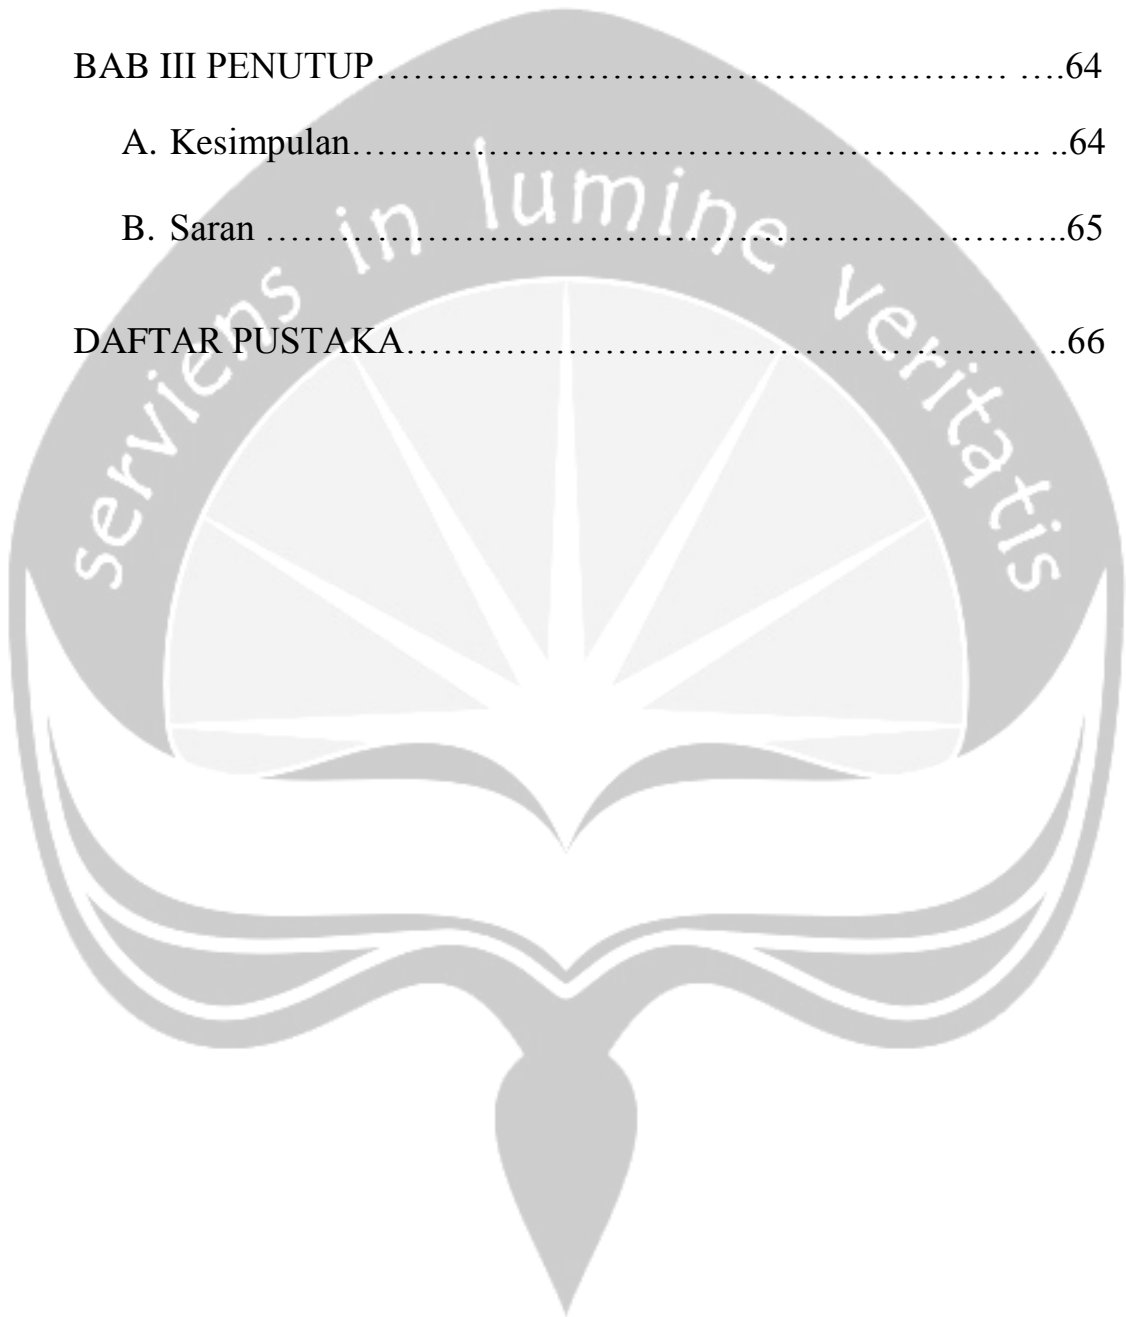 BAB III PENUTUP………………………………………… ….64
A. Kesimpulan…………………………………………….. ..64
B. Saran ……………………………………………………..65
DAFTAR PUSTAKA………………………………………… ..66
serviens in lumine veritatis